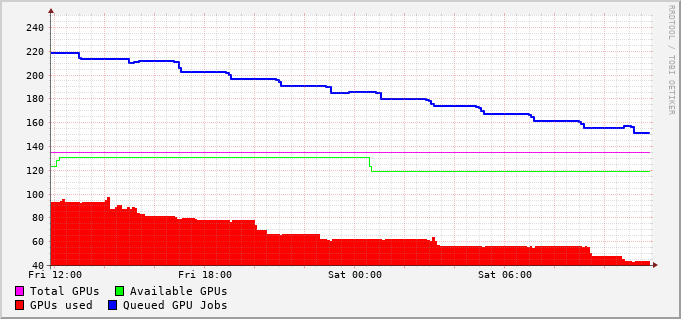 240
220
200
180
160
140
120
100
80
60
40
Fri 12:00 Fri 18:00 Sat 00:00 Sat 06:00
Total GPUs Available GPUs
GPUs used Queued GPU Jobs
RRDTOOL / TOBI OETIKER